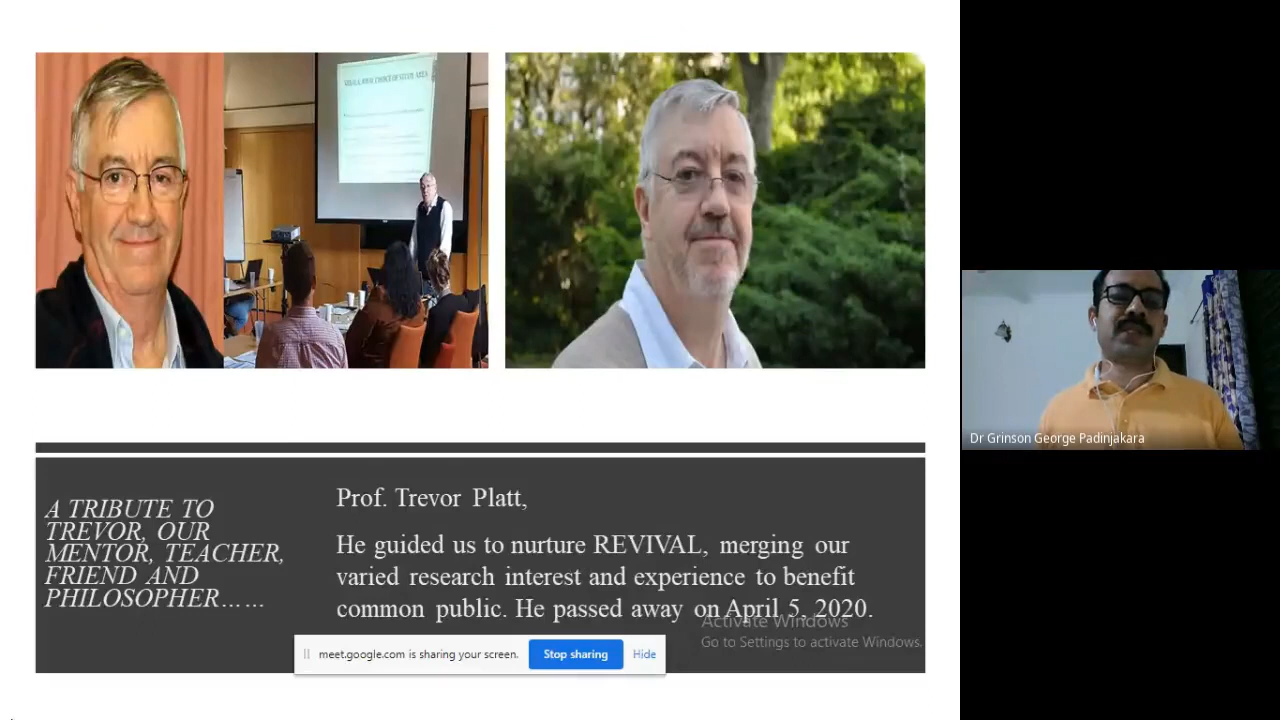 A TRIBUTE TO
TREVOR, OUR
MENTOR, TEACHER,
FRIEND AND
PHILOSOPHER……
Prof. Trevor Platt,
He guided us to nurture REVIVAL, merging our
varied research interest and experience to benefit
common public. He passed away on April 5, 2020.
Activate Windows
Go to Settings to activate Windows.
meet.google.com is sharing your screen.
Stop sharing
Hide
Dr Grinson George Padinjakara